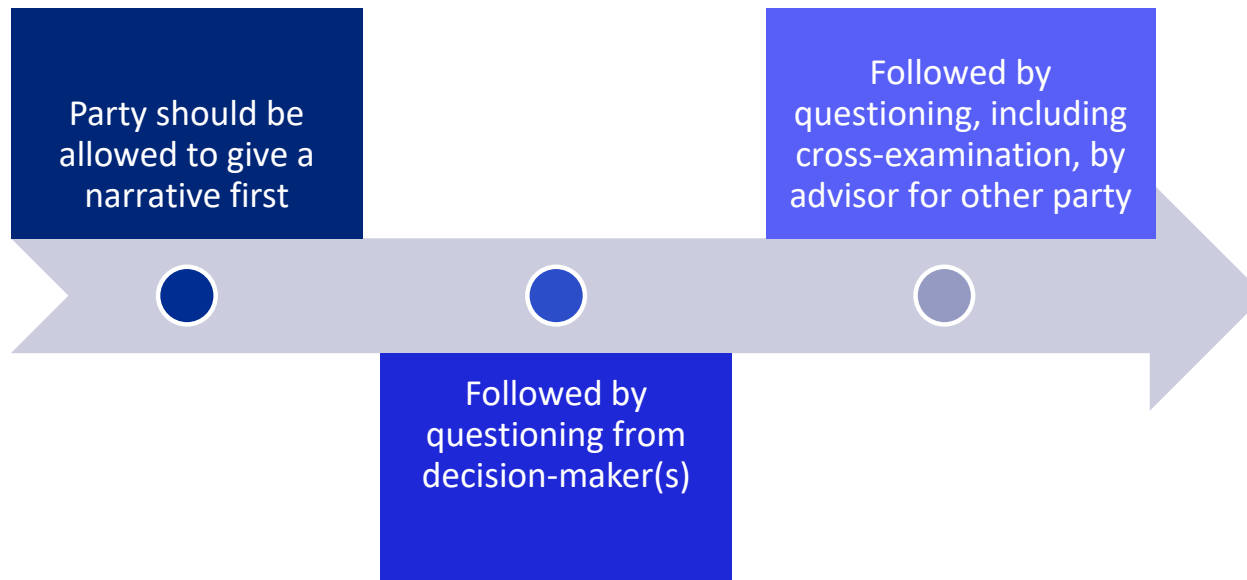 Party should be
allowed to give a
narrative first
Followed by
questioning from
decision-maker(s)
Followed by
questioning, including
cross-examination, by
advisor for other party